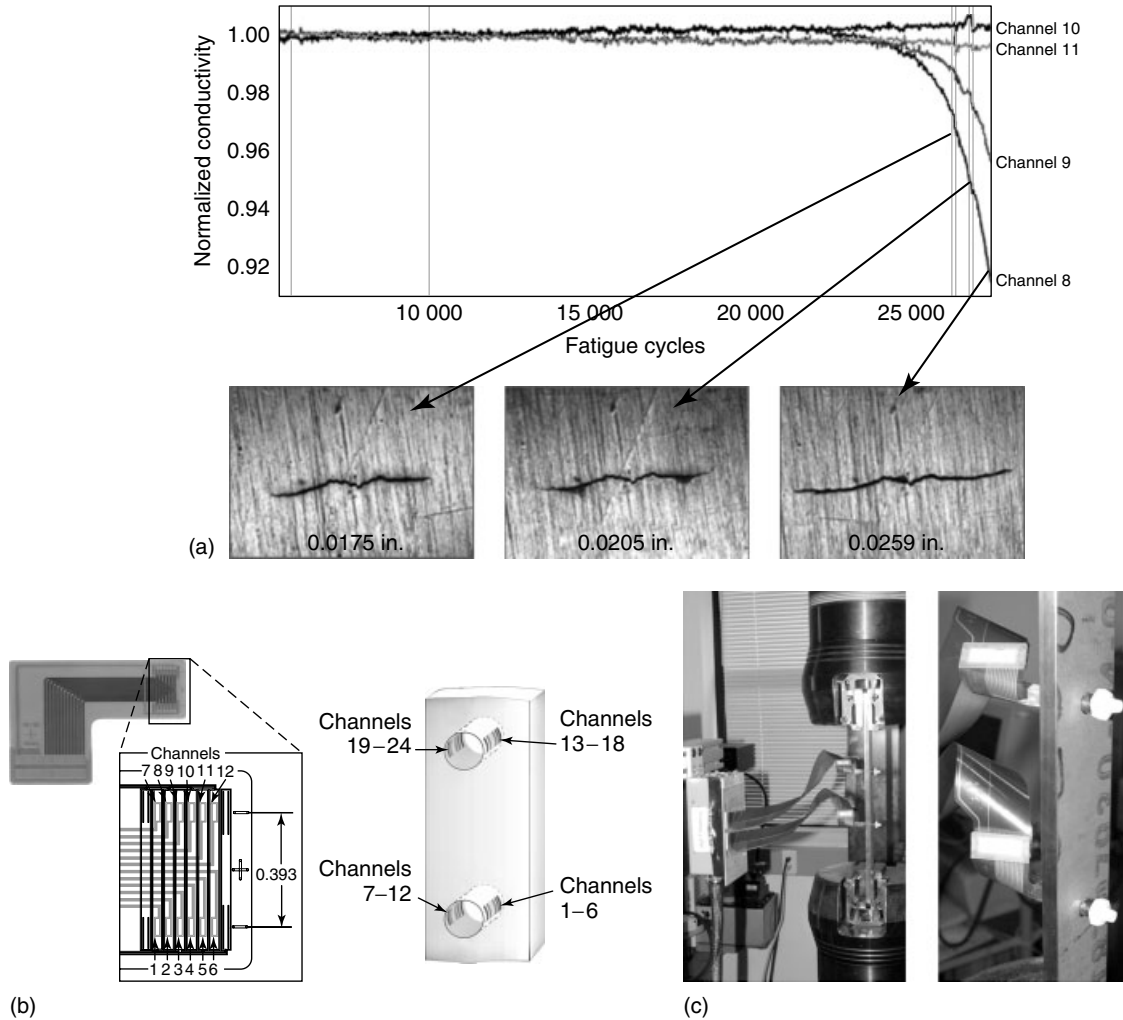 1.00
0.98
0.96
0.94
0.92
Normalized conductivity
Channel 10
Channel 11
Channel 9
Channel 8
10 000
15 000
20 000
25 000
Fatigue cycles
0.0175 in.
0.0205 in.
0.0259 in.
(a)
Channels
7 8 9 10 11 12
0.393
1 2 3 4 5 6
(b)
Channels
19–24
Channels
13–18
Channels
7–12
Channels
1–6
(c)